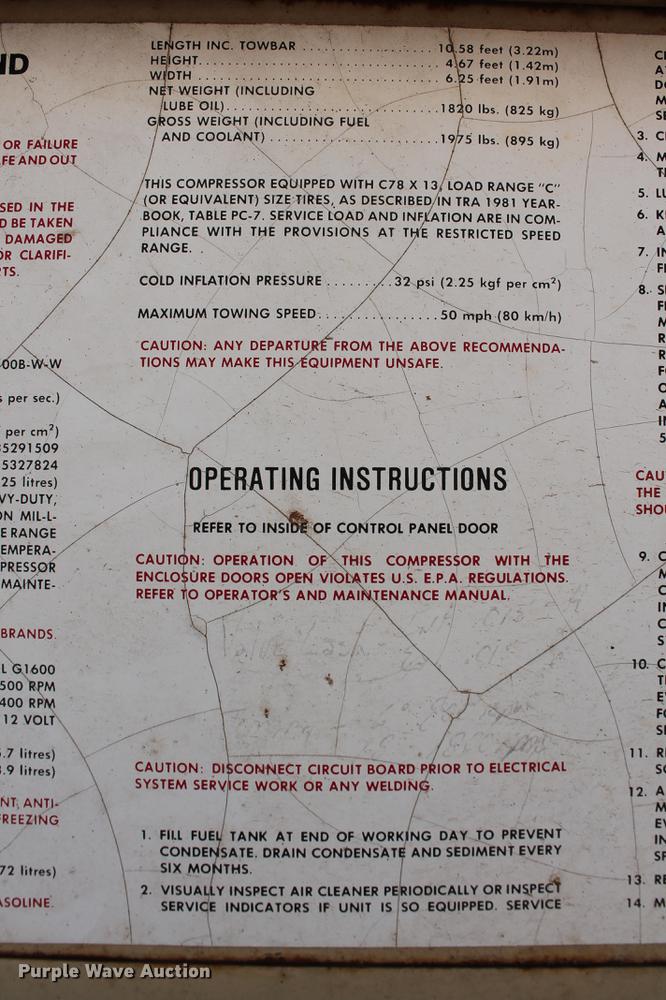 ND
OR FAILURE
FE AND OUT
SED IN THE
D BE TAKEN
DAMAGED
OR CLARIFI-
RTS.
00B-W-W
s per sec.)
per cm²)
35291509
5327824
25 litres)
VY-DUTY,
ON MIL-L-
E RANGE
EMPERA-
PRESSOR
MAINTE-
BRANDS.
L G1600
500 RPM
400 RPM
12 VOLT
.7 litres)
.9 litres)
NT, ANTI-
FREEZING
72 litres)
ASOLINE.
LENGTH INC. TOWBAR .................. 10.58 feet (3.22m)
HEIGHT.................................. 4.67 feet (1.42m)
WIDTH .................................. 6.25 feet (1.91m)
NET WEIGHT (INCLUDING
LUBE OIL)............................ 1820 lbs. (825 kg)
GROSS WEIGHT (INCLUDING FUEL
AND COOLANT) ...................... 1975 lbs. (895 kg)
THIS COMPRESSOR EQUIPPED WITH C78 X 13, LOAD RANGE "C"
(OR EQUIVALENT) SIZE TIRES, AS DESCRIBED IN TRA 1981 YEAR-
BOOK, TABLE PC-7. SERVICE LOAD AND INFLATION ARE IN COM-
PLIANCE WITH THE PROVISIONS AT THE RESTRICTED SPEED
RANGE.
COLD INFLATION PRESSURE ......... 32 psi (2.25 kgf per cm²)
MAXIMUM TOWING SPEED................ 50 mph (80 km/h)
CAUTION: ANY DEPARTURE FROM THE ABOVE RECOMMENDA-
TIONS MAY MAKE THIS EQUIPMENT UNSAFE.
OPERATING INSTRUCTIONS
REFER TO INSIDE OF CONTROL PANEL DOOR
CAUTION: OPERATION OF THIS COMPRESSOR WITH THE
ENCLOSURE DOORS OPEN VIOLATES U.S. E.P.A. REGULATIONS.
REFER TO OPERATOR'S AND MAINTENANCE MANUAL.
CAUTION: DISCONNECT CIRCUIT BOARD PRIOR TO ELECTRICAL
SYSTEM SERVICE WORK OR ANY WELDING.
1. FILL FUEL TANK AT END OF WORKING DAY TO PREVENT
CONDENSATE. DRAIN CONDENSATE AND SEDIMENT EVERY
SIX MONTHS.
2. VISUALLY INSPECT AIR CLEANER PERIODICALLY OR INSPECT
SERVICE INDICATORS IF UNIT IS SO EQUIPPED. SERVICE
3. C
4. M
5. LU
6. K
7. IN
8. S
5
CAU
THE
SHOU
9. C
10. C
11. R
12. A
13. RE
14. M
Purple Wave Auction